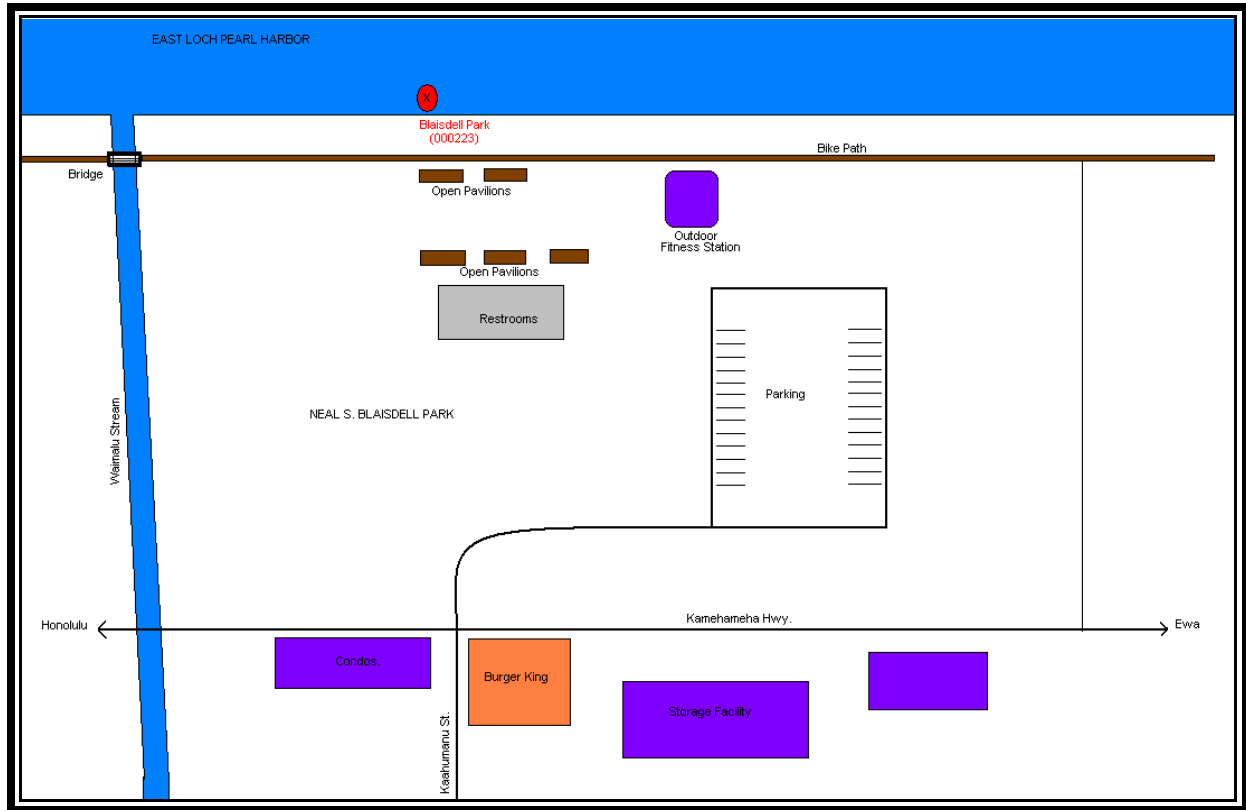 EAST LOCH PEARL HARBOR
X
Blaisdell Park
(000223)
Bike Path
Bridge
Open Pavilions
Outdoor
Fitness Station
Open Pavilions
Restrooms
Parking
NEAL S. BLAISDELL PARK
Waimalu Stream
Kamehameha Hwy.
Honolulu
Ewa
Condos.
Burger King
Storage Facility
Kaahumanu St.